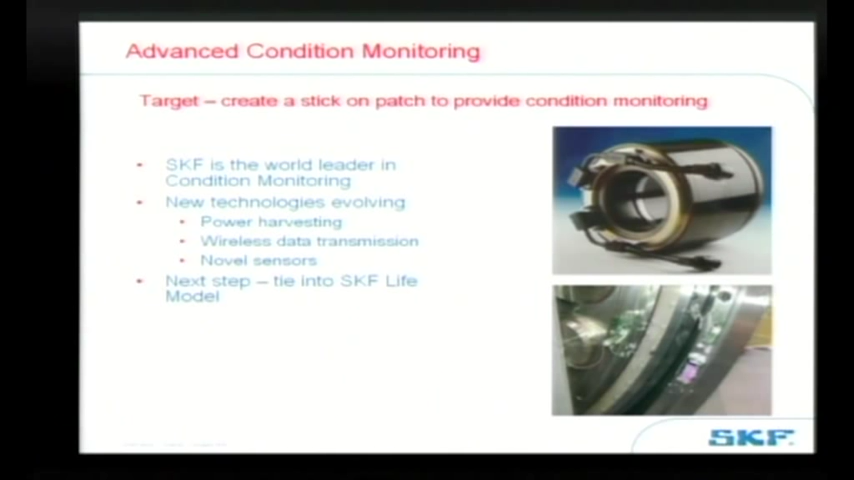 Advanced Condition Monitoring
Target – create a stick on patch to provide condition monitoring
• SKF is the world leader in
Condition Monitoring
• New technologies evolving
• Power harvesting
• Wireless data transmission
• Novel sensors
• Next step – tie into SKF Life
Model
SKF